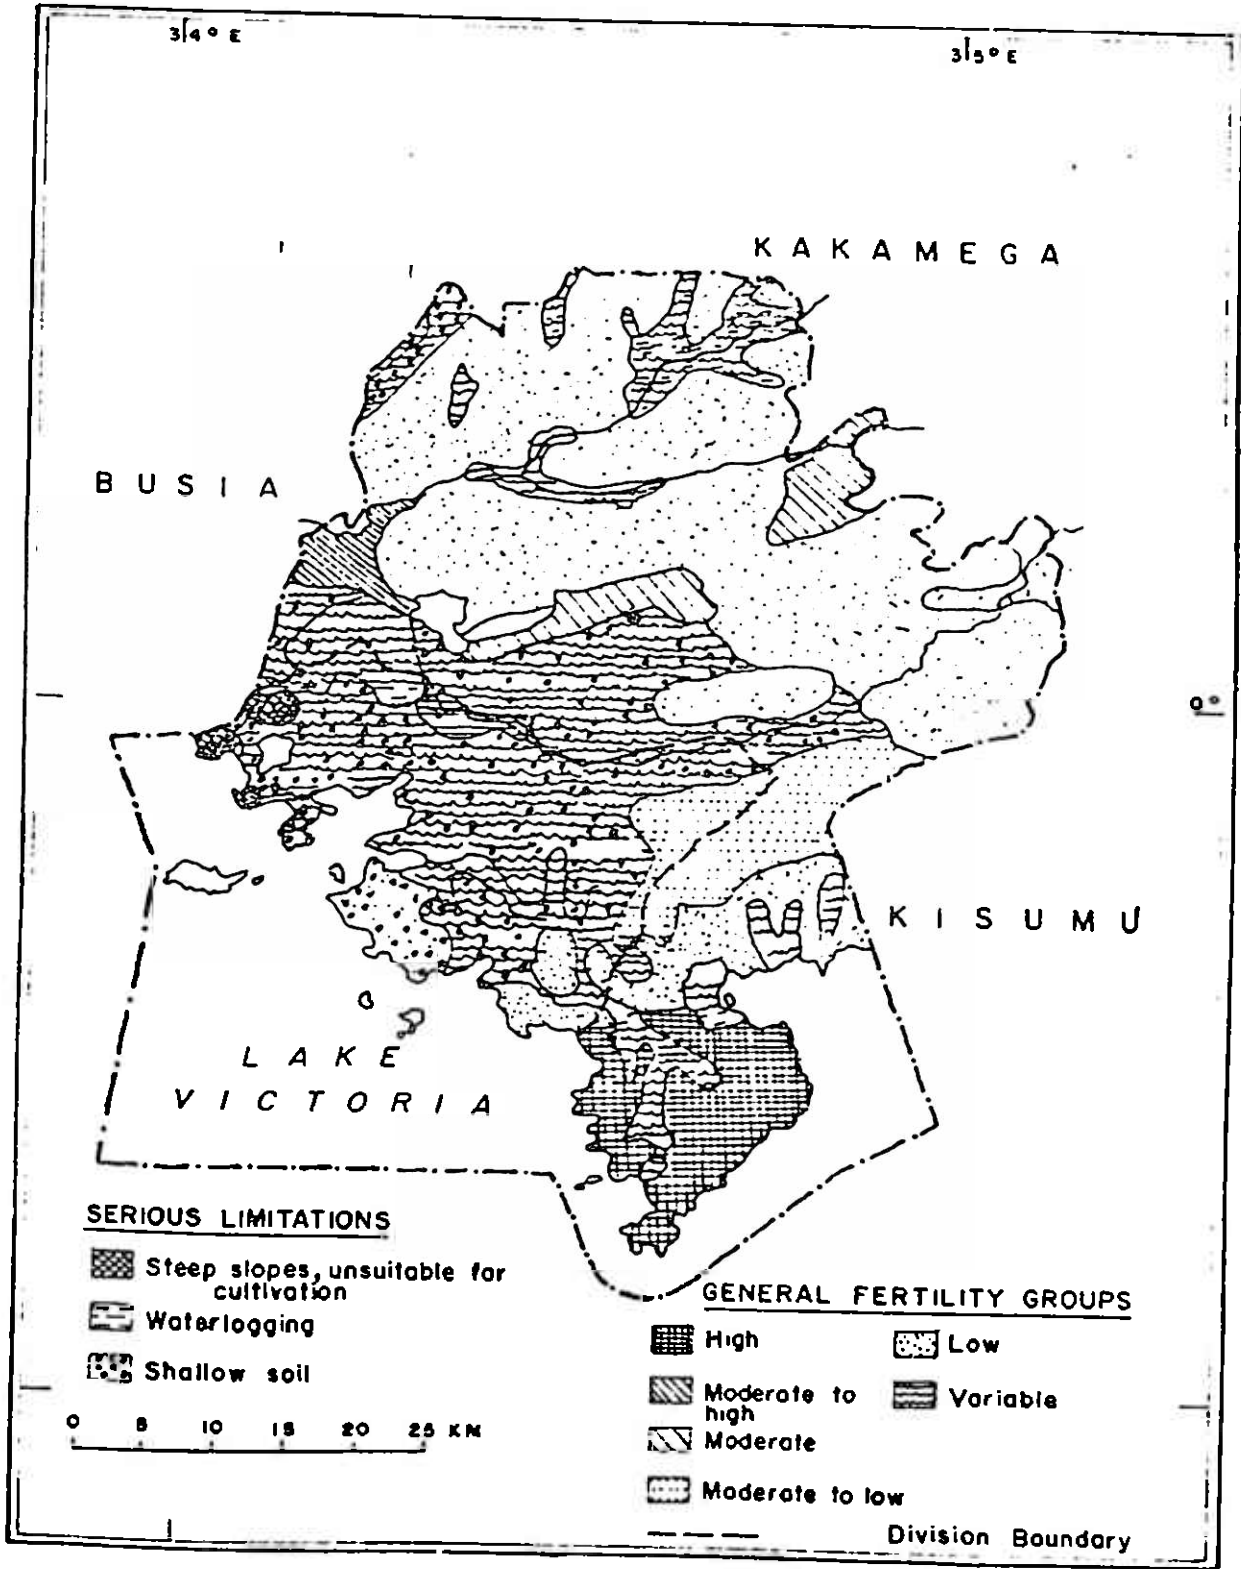 34° E
35° E
KAKAMEGA
BUSIA
0°
KISUMU
LAKE
VICTORIA
SERIOUS LIMITATIONS
Steep slopes, unsuitable for
cultivation
Waterlogging
Shallow soil
0 5 10 15 20 25 KM
GENERAL FERTILITY GROUPS
High
Low
Moderate to
high
Variable
Moderate
Moderate to low
Division Boundary